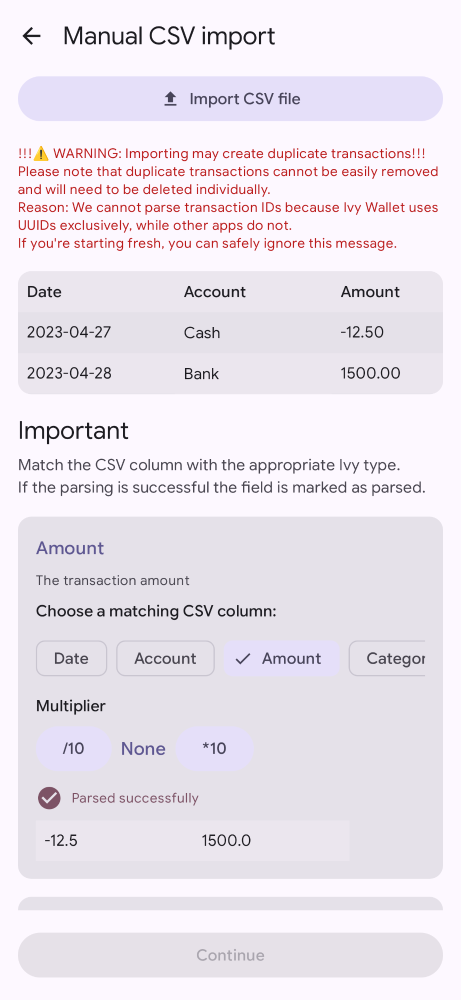 Manual CSV import
Import CSV file
!!!⚠️ WARNING: Importing may create duplicate transactions!!!
Please note that duplicate transactions cannot be easily removed
and will need to be deleted individually.
Reason: We cannot parse transaction IDs because Ivy Wallet uses
UUIDs exclusively, while other apps do not.
If you're starting fresh, you can safely ignore this message.
Date Account Amount
2023-04-27 Cash -12.50
2023-04-28 Bank 1500.00
Important
Match the CSV column with the appropriate Ivy type.
If the parsing is successful the field is marked as parsed.
Amount
The transaction amount
Choose a matching CSV column:
Date Account Amount Categor
Multiplier
/10 None *10
Parsed successfully
-12.5 1500.0
Continue